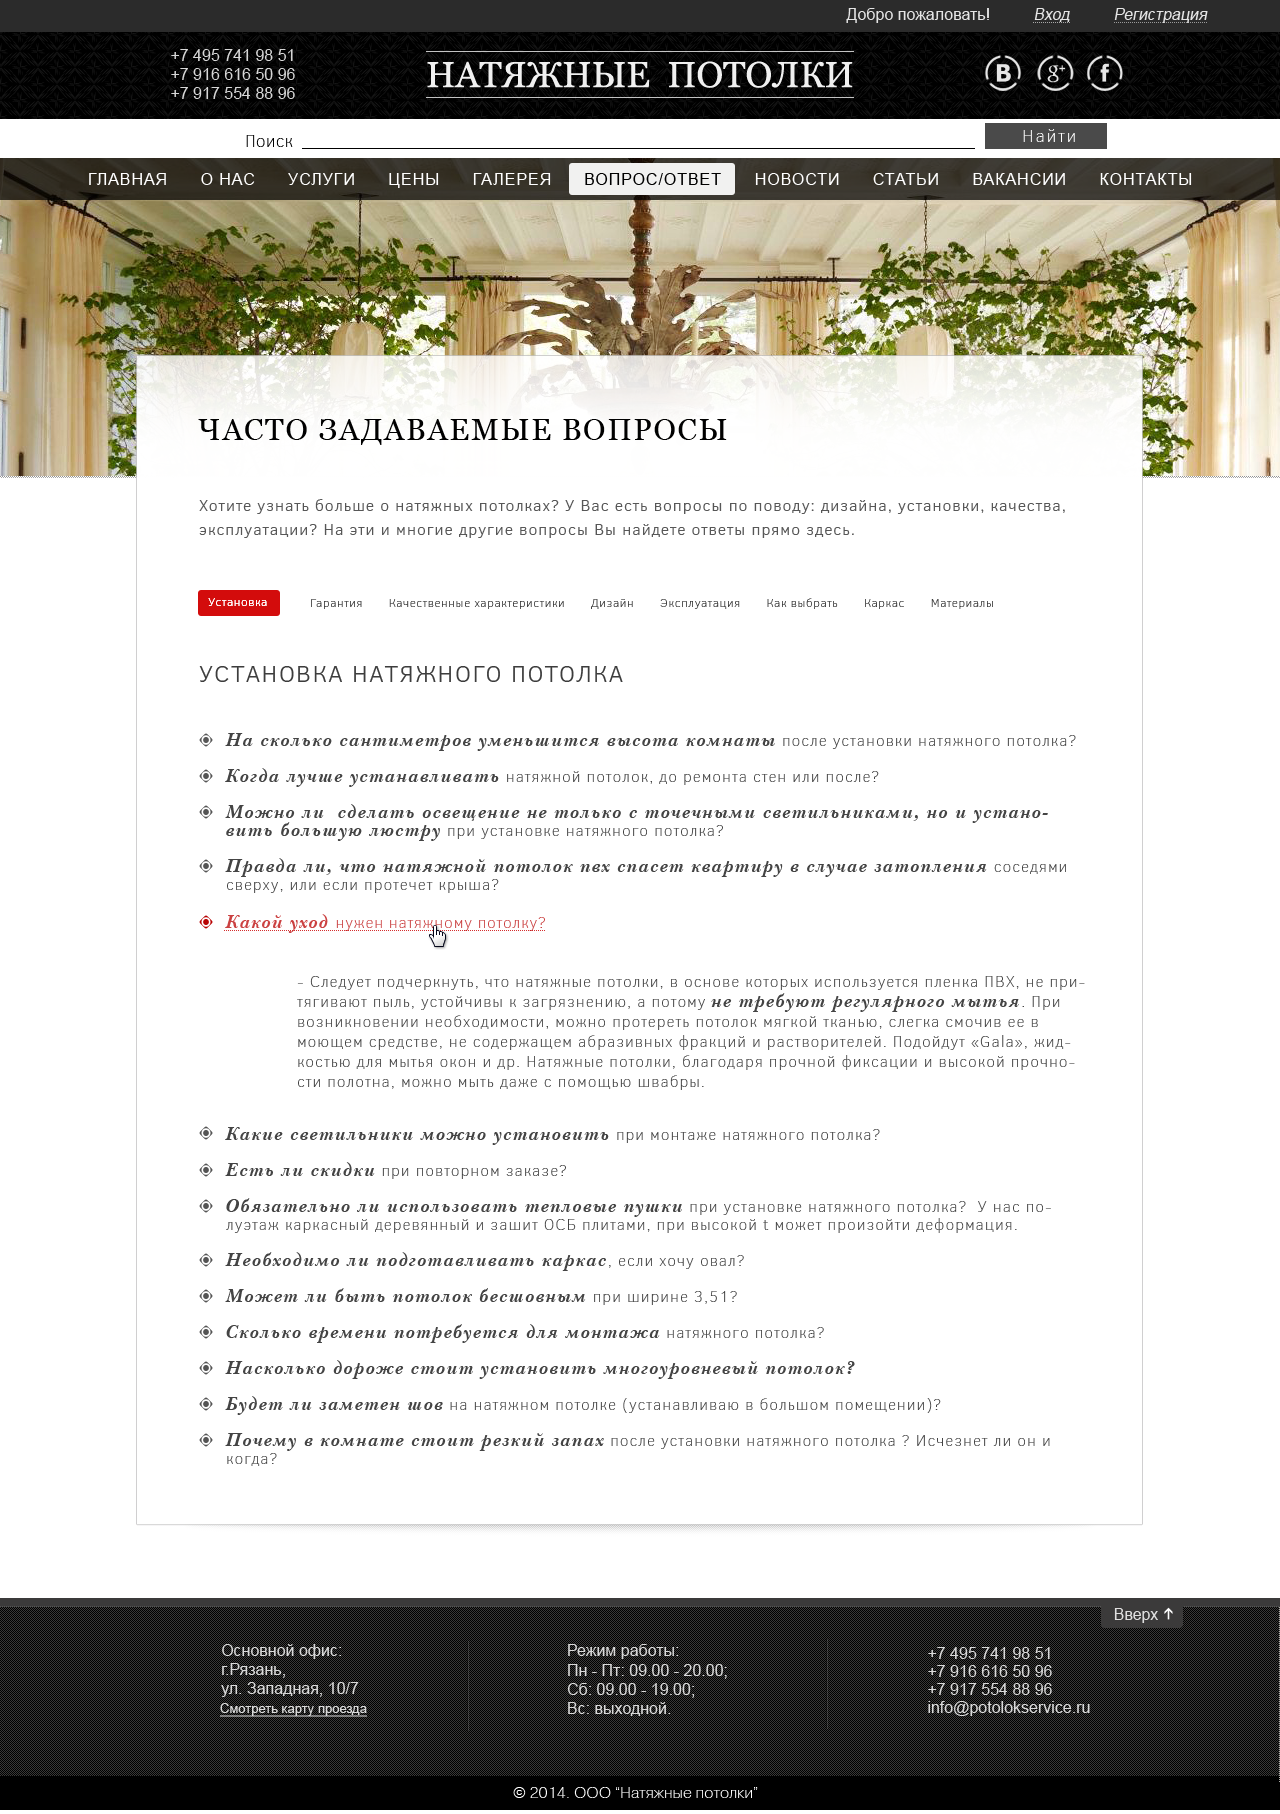 Добро пожаловать! Вход Регистрация
+7 495 741 98 51
+7 916 616 50 96
+7 917 554 88 96
НАТЯЖНЫЕ ПОТОЛКИ
В g+ f
Поиск Найти
ГЛАВНАЯ О НАС УСЛУГИ ЦЕНЫ ГАЛЕРЕЯ ВОПРОС/ОТВЕТ НОВОСТИ СТАТЬИ ВАКАНСИИ КОНТАКТЫ
ЧАСТО ЗАДАВАЕМЫЕ ВОПРОСЫ
Хотите узнать больше о натяжных потолках? У Вас есть вопросы по поводу: дизайна, установки, качества,
эксплуатации? На эти и многие другие вопросы Вы найдете ответы прямо здесь.
Установка Гарантия Качественные характеристики Дизайн Эксплуатация Как выбрать Каркас Материалы
УСТАНОВКА НАТЯЖНОГО ПОТОЛКА
На сколько сантиметров уменьшится высота комнаты после установки натяжного потолка?
Когда лучше устанавливать натяжной потолок, до ремонта стен или после?
Можно ли сделать освещение не только с точечными светильниками, но и устано-
вить большую люстру при установке натяжного потолка?
Правда ли, что натяжной потолок пвх спасет квартиру в случае затопления соседями
сверху, или если протечет крыша?
Какой уход нужен натяжному потолку?
- Следует подчеркнуть, что натяжные потолки, в основе которых используется пленка ПВХ, не при-
тягивают пыль, устойчивы к загрязнению, а потому не требуют регулярного мытья. При
возникновении необходимости, можно протереть потолок мягкой тканью, слегка смочив ее в
моющем средстве, не содержащем абразивных фракций и растворителей. Подойдут «Gala», жид-
костью для мытья окон и др. Натяжные потолки, благодаря прочной фиксации и высокой прочно-
сти полотна, можно мыть даже с помощью швабры.
Какие светильники можно установить при монтаже натяжного потолка?
Есть ли скидки при повторном заказе?
Обязательно ли использовать тепловые пушки при установке натяжного потолка? У нас по-
луэтаж каркасный деревянный и зашит ОСБ плитами, при высокой t может произойти деформация.
Необходимо ли подготавливать каркас, если хочу овал?
Может ли быть потолок бесшовным при ширине 3,51?
Сколько времени потребуется для монтажа натяжного потолка?
Насколько дороже стоит установить многоуровневый потолок?
Будет ли заметен шов на натяжном потолке (устанавливаю в большом помещении)?
Почему в комнате стоит резкий запах после установки натяжного потолка ? Исчезнет ли он и
когда?
Вверх
Основной офис:
г.Рязань,
ул. Западная, 10/7
Смотреть карту проезда
Режим работы:
Пн - Пт: 09.00 - 20.00;
Сб: 09.00 - 19.00;
Вс: выходной.
+7 495 741 98 51
+7 916 616 50 96
+7 917 554 88 96
info@potolokservice.ru
© 2014. ООО “Натяжные потолки”